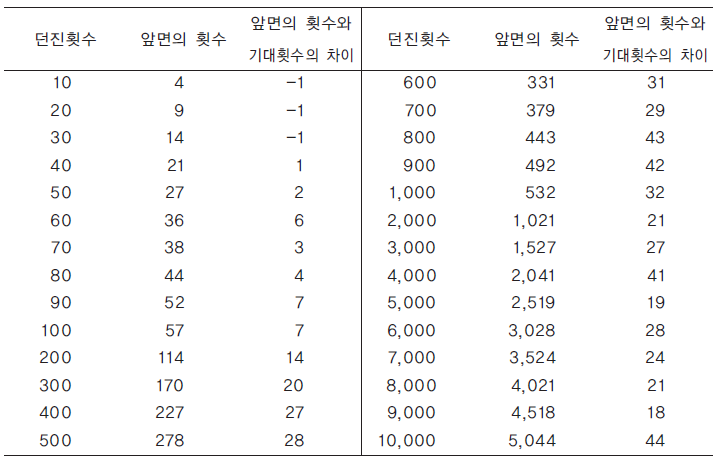 던진횟수 앞면의 횟수 앞면의 횟수와 기대횟수의 차이 던진횟수 앞면의 횟수 앞면의 횟수와 기대횟수의 차이
10 4 −1 600 331 31
20 9 −1 700 379 29
30 14 −1 800 443 43
40 21 1 900 492 42
50 27 2 1,000 532 32
60 36 6 2,000 1,021 21
70 38 3 3,000 1,527 27
80 44 4 4,000 2,041 41
90 52 7 5,000 2,519 19
100 57 7 6,000 3,028 28
200 114 14 7,000 3,524 24
300 170 20 8,000 4,021 21
400 227 27 9,000 4,518 18
500 278 28 10,000 5,044 44